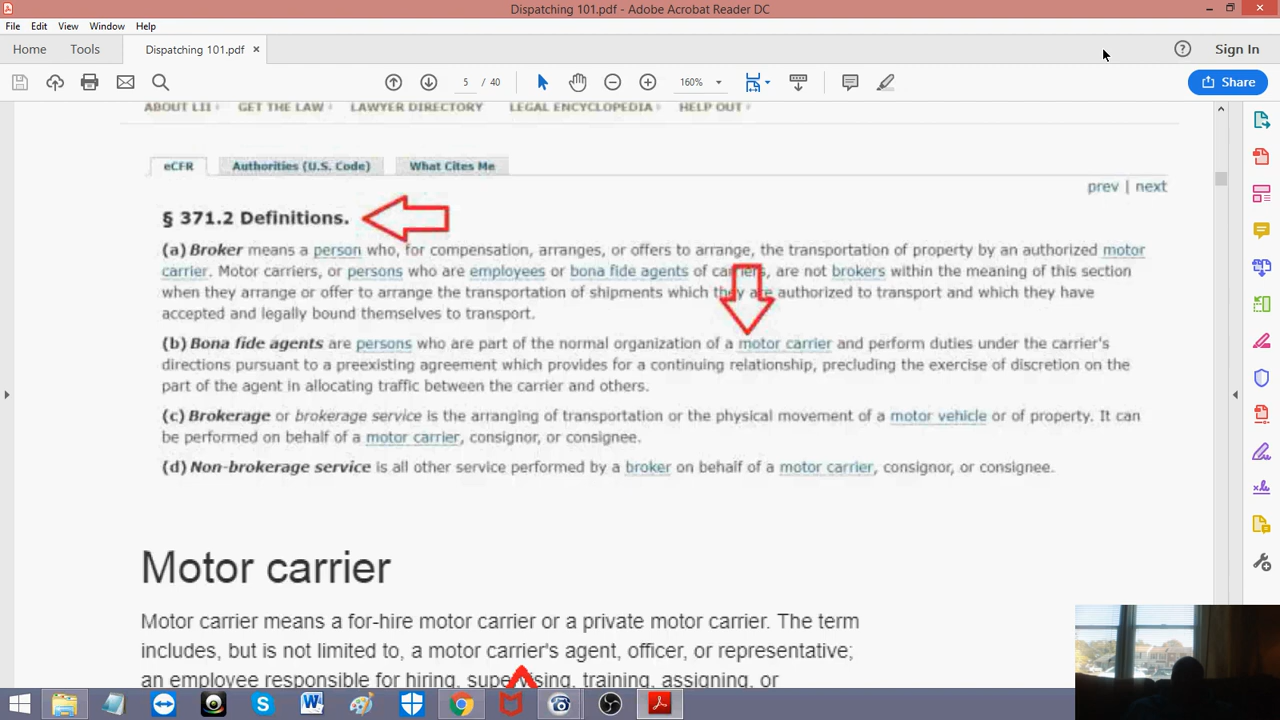 Dispatching 101.pdf - Adobe Acrobat Reader DC
File Edit View Window Help
Home Tools Dispatching 101.pdf × Sign In
5 / 40 160% Share
ABOUT LII GET THE LAW LAWYER DIRECTORY LEGAL ENCYCLOPEDIA HELP OUT
eCFR Authorities (U.S. Code) What Cites Me
prev | next
§ 371.2 Definitions.
(a) Broker means a person who, for compensation, arranges, or offers to arrange, the transportation of property by an authorized motor
carrier. Motor carriers, or persons who are employees or bona fide agents of carriers, are not brokers within the meaning of this section
when they arrange or offer to arrange the transportation of shipments which they are authorized to transport and which they have
accepted and legally bound themselves to transport.
(b) Bona fide agents are persons who are part of the normal organization of a motor carrier and perform duties under the carrier's
directions pursuant to a preexisting agreement which provides for a continuing relationship, precluding the exercise of discretion on the
part of the agent in allocating traffic between the carrier and others.
(c) Brokerage or brokerage service is the arranging of transportation or the physical movement of a motor vehicle or of property. It can
be performed on behalf of a motor carrier, consignor, or consignee.
(d) Non-brokerage service is all other service performed by a broker on behalf of a motor carrier, consignor, or consignee.
Motor carrier
Motor carrier means a for-hire motor carrier or a private motor carrier. The term
includes, but is not limited to, a motor carrier's agent, officer, or representative;
an employee responsible for hiring, supervising, training, assigning, or